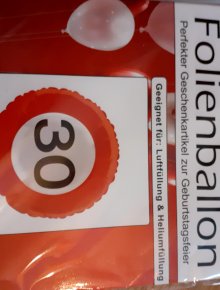 Folienballon
Perfekter Geschenkartikel zur Geburtstagsfeier
Geeignet für: Luftfüllung & Heliumfüllung
30